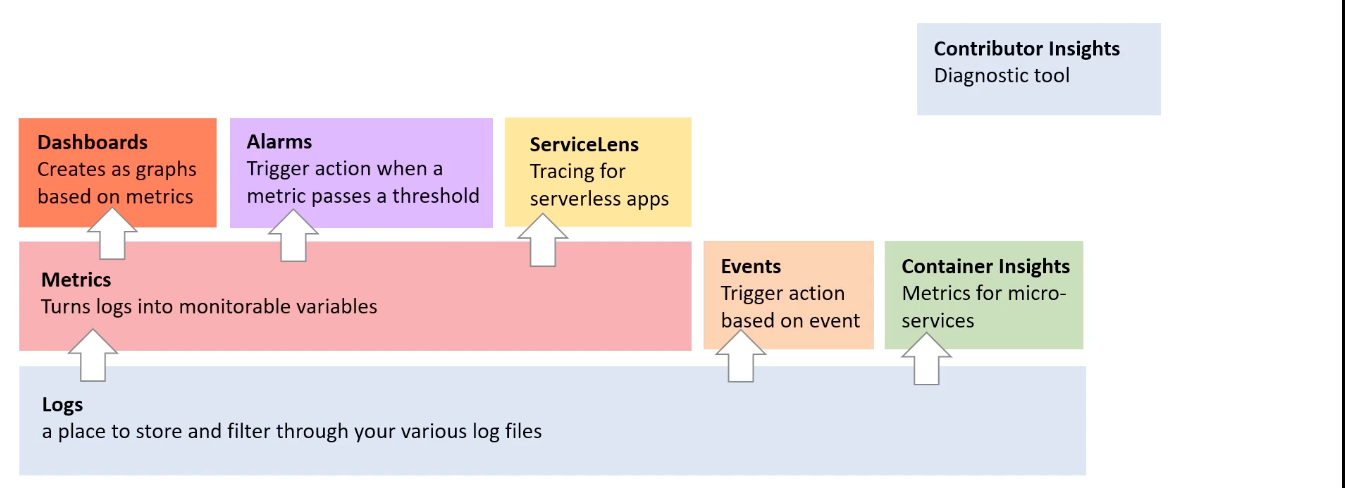 Contributor Insights
Diagnostic tool
Dashboards
Creates as graphs
based on metrics
Alarms
Trigger action when a
metric passes a threshold
ServiceLens
Tracing for
serverless apps
Metrics
Turns logs into monitorable variables
Events
Trigger action
based on event
Container Insights
Metrics for micro-
services
Logs
a place to store and filter through your various log files